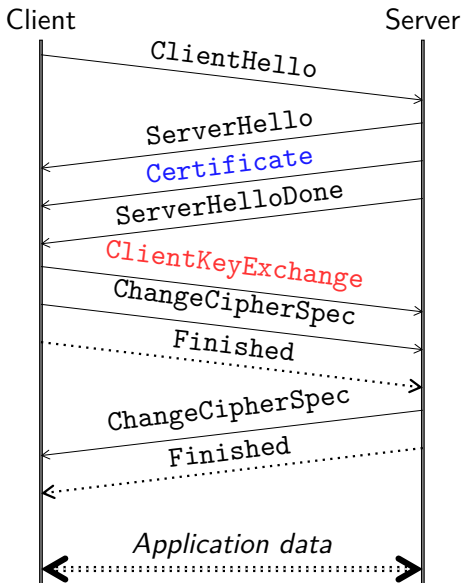 Client Server
ClientHello
ServerHello
Certificate
ServerHelloDone
ClientKeyExchange
ChangeCipherSpec
Finished
ChangeCipherSpec
Finished
Application data